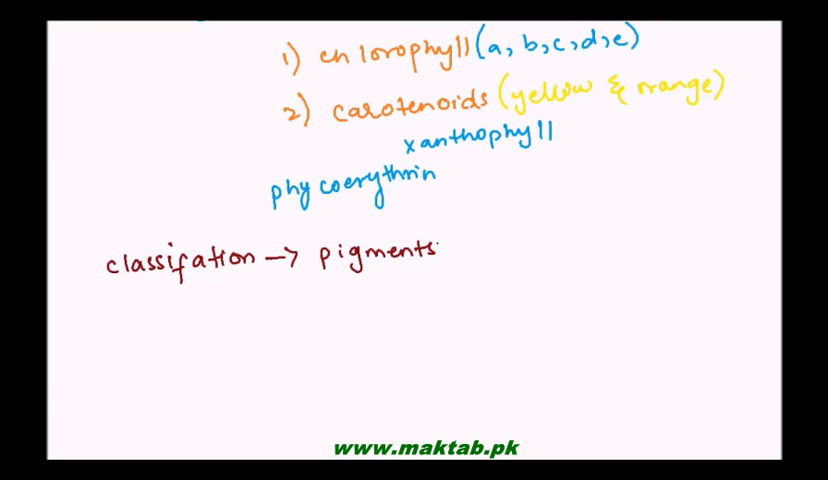 1) chlorophyll (a, b, c, d, e)
2) carotenoids (yellow & orange)
xanthophyll
phycoerythrin
classifation -> pigments
www.maktab.pk